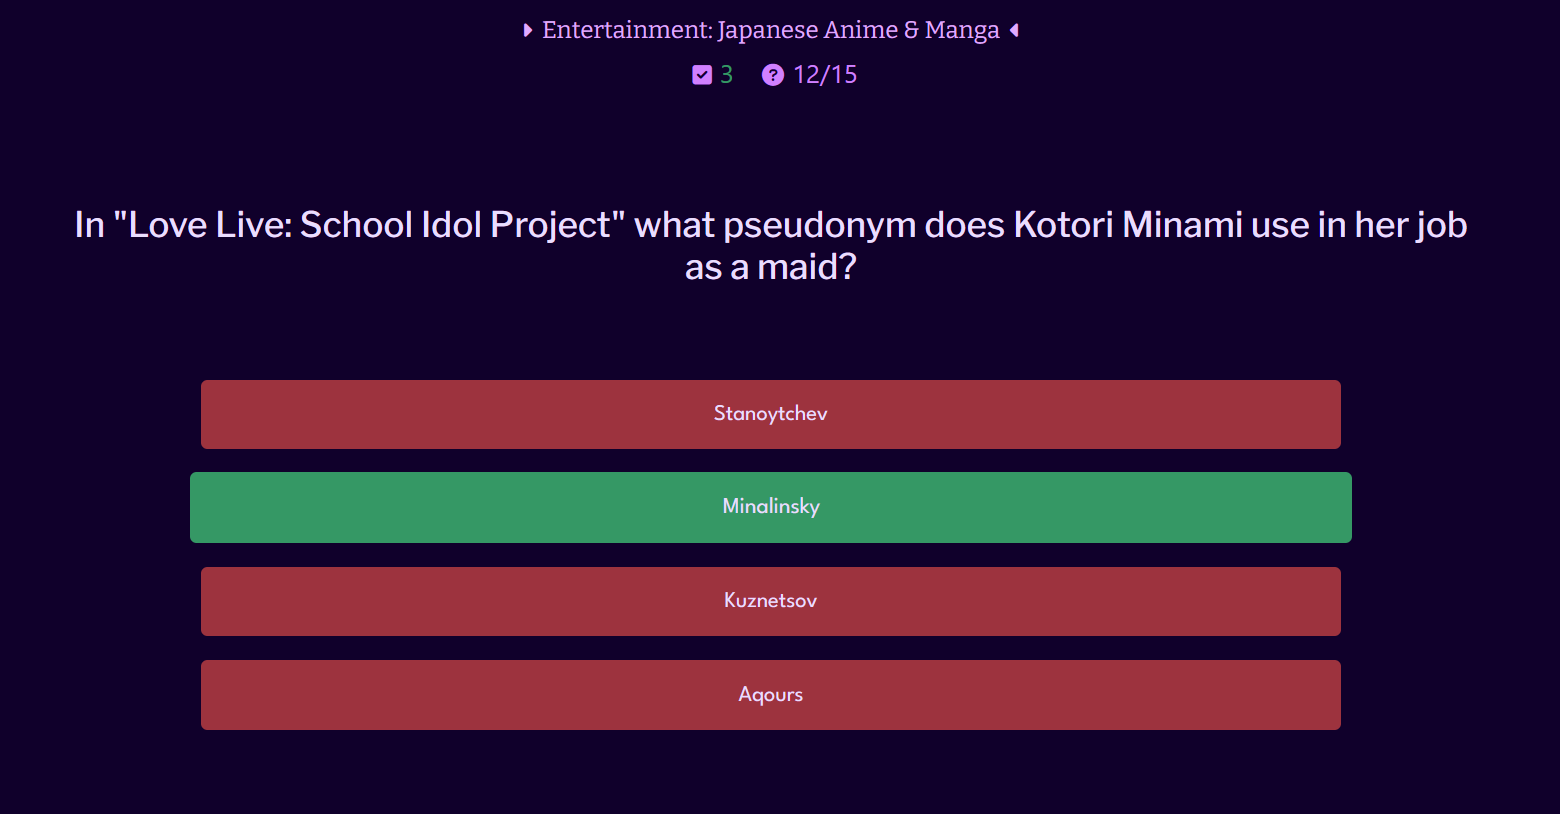 Entertainment: Japanese Anime & Manga
3 12/15
In "Love Live: School Idol Project" what pseudonym does Kotori Minami use in her job
as a maid?
Stanoytchev
Minalinsky
Kuznetsov
Aqours